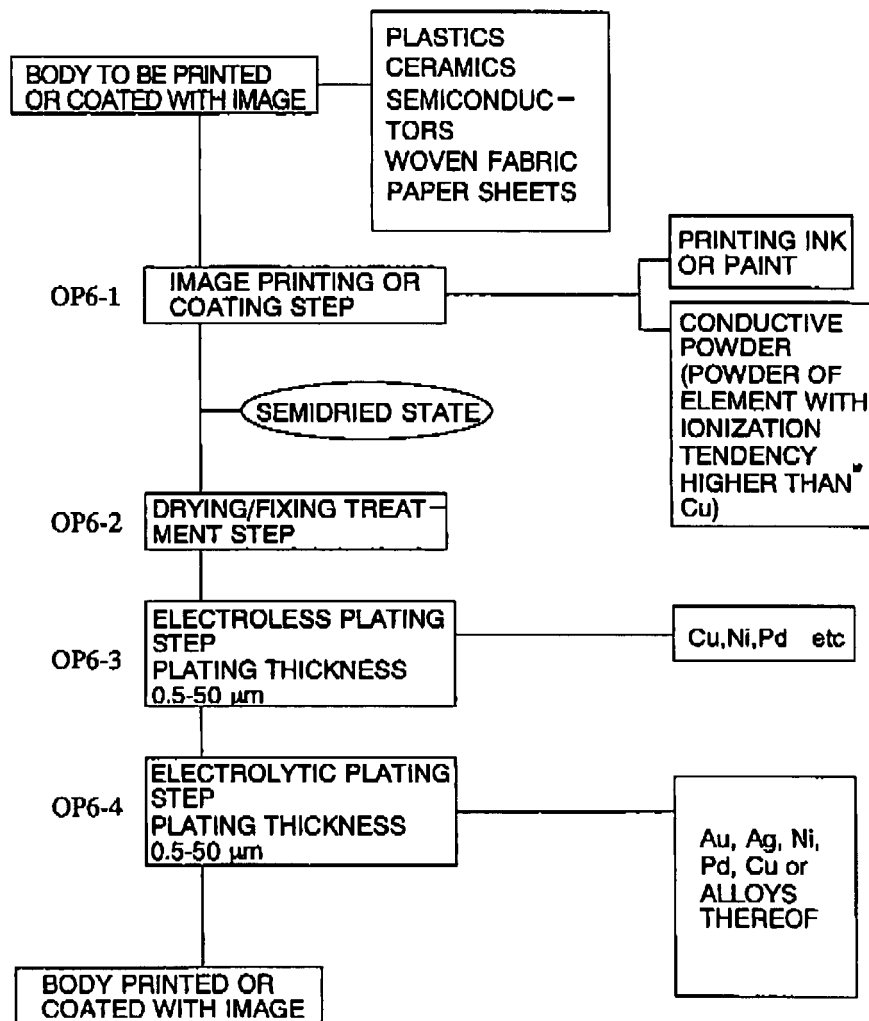 BODY TO BE PRINTED
OR COATED WITH IMAGE
PLASTICS
CERAMICS
SEMICONDUC-
TORS
WOVEN FABRIC
PAPER SHEETS
OP6-1
IMAGE PRINTING OR
COATING STEP
PRINTING INK
OR PAINT
CONDUCTIVE
POWDER
(POWDER OF
ELEMENT WITH
IONIZATION
TENDENCY
HIGHER THAN
Cu)
SEMIDRIED STATE
OP6-2
DRYING/FIXING TREAT-
MENT STEP
OP6-3
ELECTROLESS PLATING
STEP
PLATING THICKNESS
0.5-50 μm
Cu,Ni,Pd etc
OP6-4
ELECTROLYTIC PLATING
STEP
PLATING THICKNESS
0.5-50 μm
Au, Ag, Ni,
Pd, Cu or
ALLOYS
THEREOF
BODY PRINTED OR
COATED WITH IMAGE